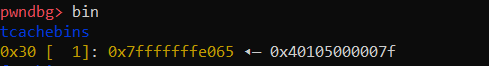 pwndbg> bin
tcachebins
0x30 [  1]: 0x7fffffffe065 ◂— 0x40105000007f